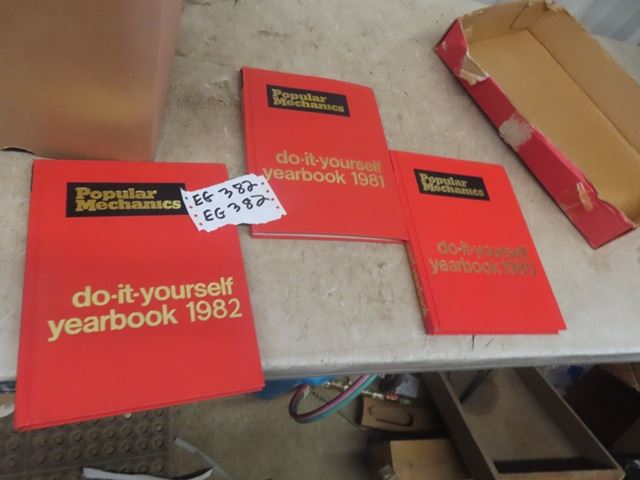 Popular
Mechanics
do-it-yourself
yearbook 1982
EG 382
EG 382
Popular
Mechanics
do-it-yourself
yearbook 1981
Popular
Mechanics
do-it-yourself
yearbook 1980